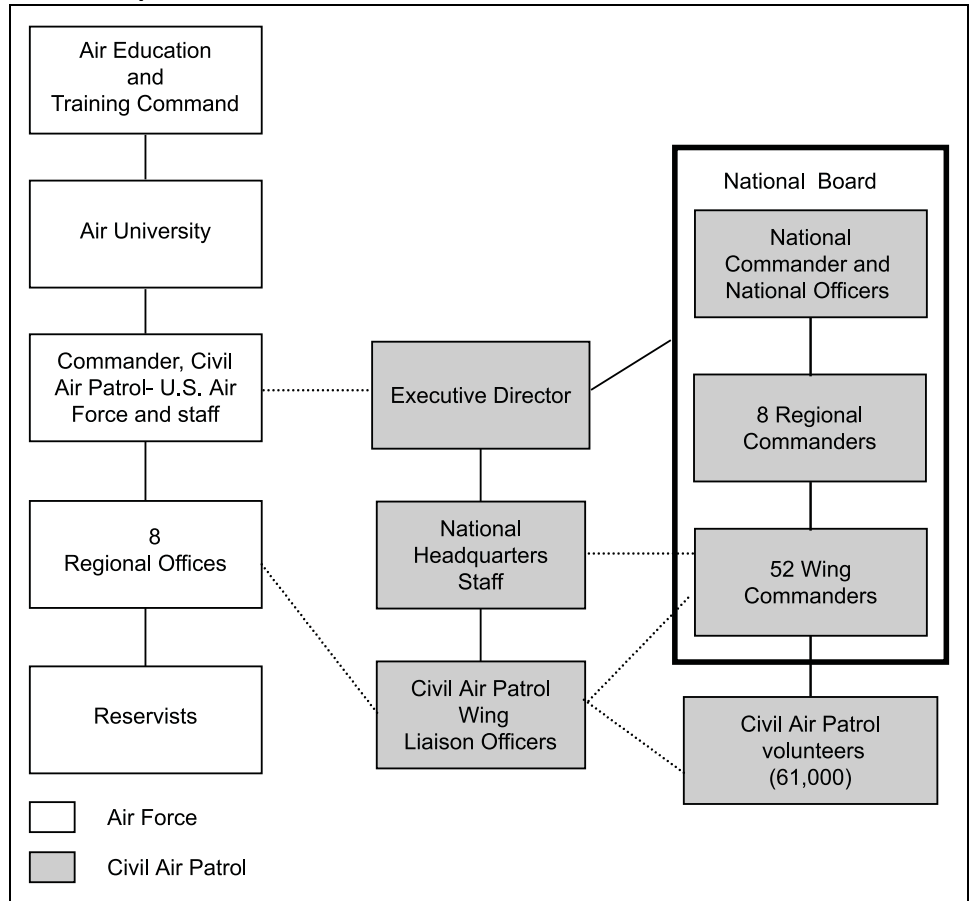 Air Education
and
Training Command
Air University
Commander, Civil
Air Patrol- U.S. Air
Force and staff
8
Regional Offices
Reservists
Executive Director
National
Headquarters
Staff
Civil Air Patrol
Wing
Liaison Officers
National Board
National
Commander and
National Officers
8 Regional
Commanders
52 Wing
Commanders
Civil Air Patrol
volunteers
(61,000)
Air Force
Civil Air Patrol